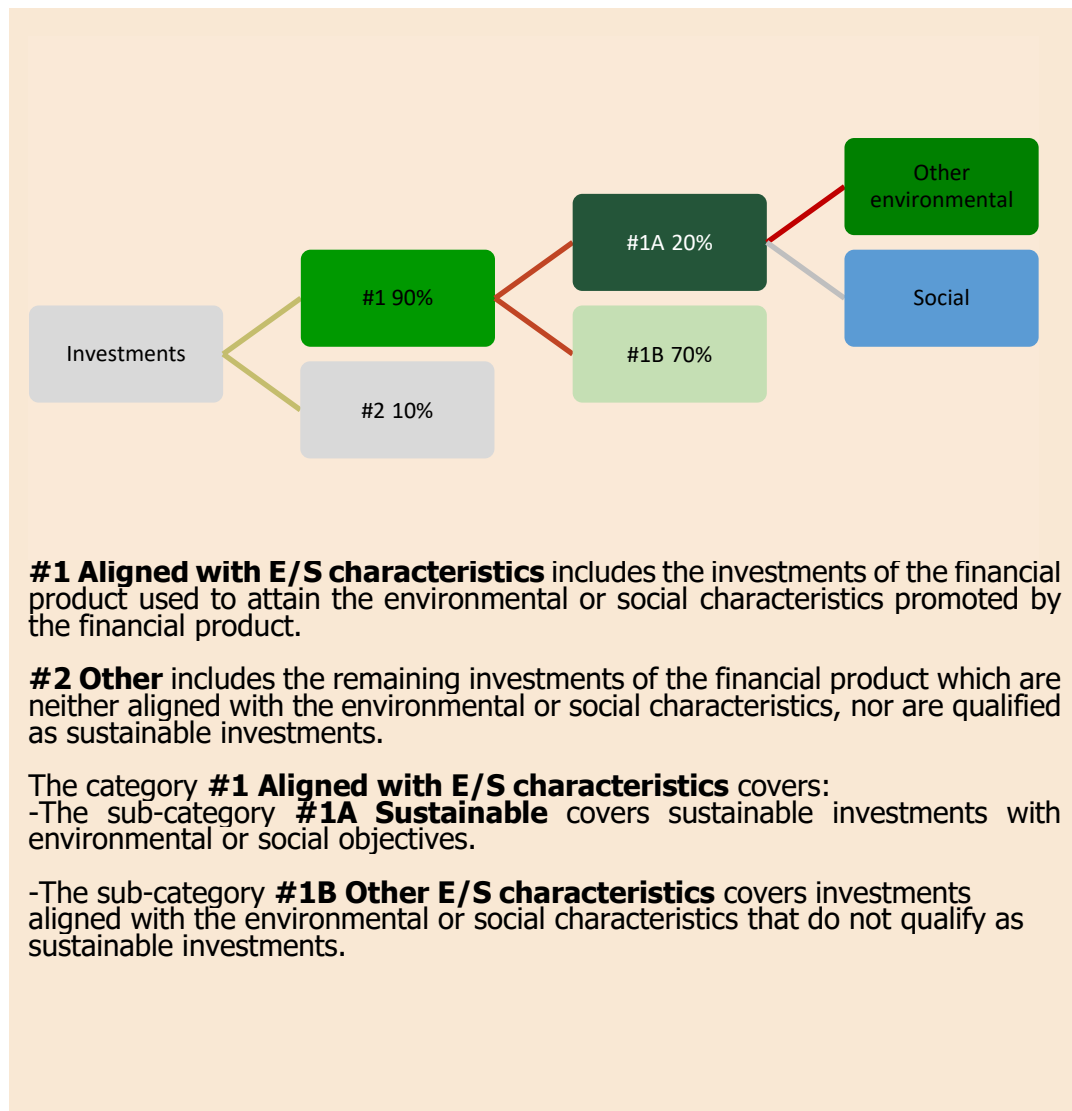 Other
environmental
#1A 20%
#1 90%
Social
Investments
#1B 70%
#2 10%
#1 Aligned with E/S characteristics includes the investments of the financial
product used to attain the environmental or social characteristics promoted by
the financial product.
#2 Other includes the remaining investments of the financial product which are
neither aligned with the environmental or social characteristics, nor are qualified
as sustainable investments.
The category #1 Aligned with E/S characteristics covers:
-The sub-category #1A Sustainable covers sustainable investments with
environmental or social objectives.
-The sub-category #1B Other E/S characteristics covers investments
aligned with the environmental or social characteristics that do not qualify as
sustainable investments.